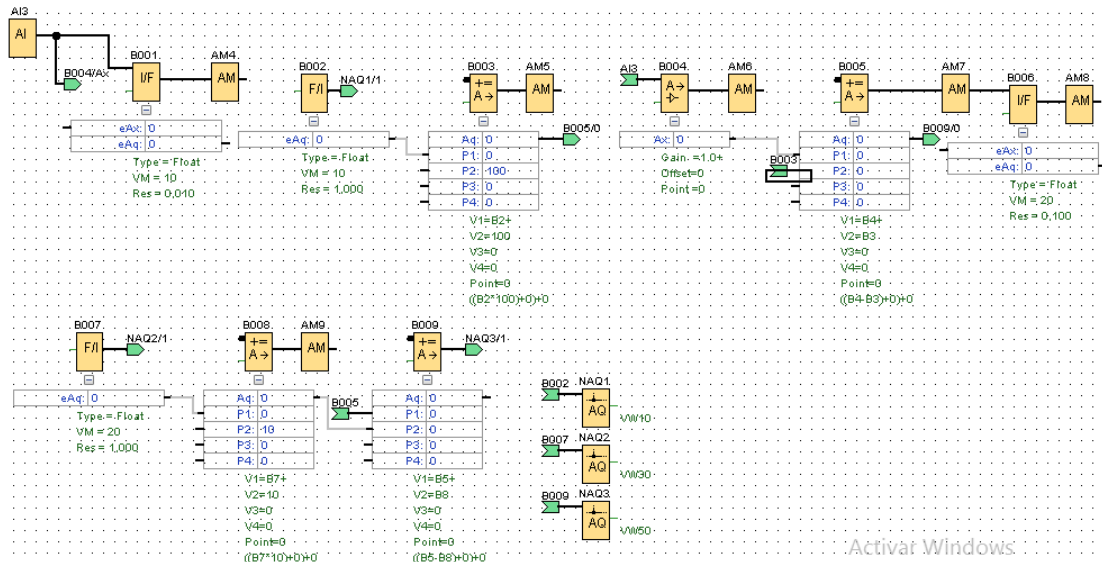 AI3
AI
B004/Ax
B001
I/F
AM4
AM
eAx: 0
eAq: 0
Type = Float
VM = 10
Res = 0,010
B002
F/I
NAQ1/1
eAq: 0
Type = Float
VM = 10
Res = 1,000
B003
+=
A→
AM5
AM
B005/0
Aq: 0
P1: 0
P2: 100
P3: 0
P4: 0
V1=B2+
V2=100
V3=0
V4=0
Point=0
((B2*100)+0)+0
AI3
B004
A→
AM6
AM
Ax: 0
Gain =1.0+
Offset=0
Point =0
B005
+=
A→
B003
B009/0
Aq: 0
P1: 0
P2: 0
P3: 0
P4: 0
V1=B4+
V2=B3
V3=0
V4=0
Point=0
((B4-B3)+0)+0
AM7
AM
B006
I/F
AM8
AM
eAx: 0
eAq: 0
Type = Float
VM = 20
Res = 0,100
B007
F/I
NAQ2/1
eAq: 0
Type = Float
VM = 20
Res = 1,000
B008
+=
A→
AM9
AM
Aq: 0
P1: 0
P2: 10
P3: 0
P4: 0
V1=B7+
V2=10
V3=0
V4=0
Point=0
((B7*10)+0)+0
B009
+=
A→
NAQ3/1
B005
Aq: 0
P1: 0
P2: 0
P3: 0
P4: 0
V1=B5+
V2=B8
V3=0
V4=0
Point=0
((B5-B8)+0)+0
B002
NAQ1
AQ
VW10
B007
NAQ2
AQ
VW30
B009
NAQ3
AQ
VW50
Activar Windows